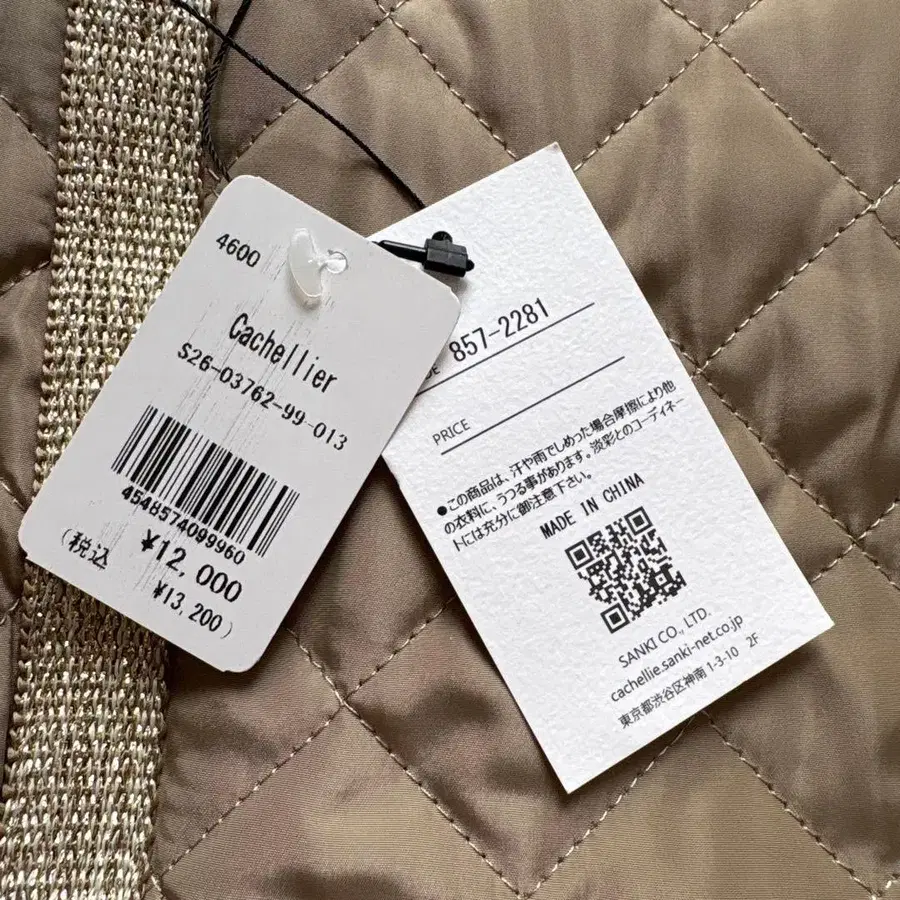 4600
Cachellier
S26-03762-99-013
4548574099960
¥12,000
(税込 ¥13,200)
857-2281
PRICE
●この商品は、汗や雨でしめった場合摩擦により他
の衣料に、うつる事があります。淡彩とのコーディネー
トには充分に御注意下さい。
MADE IN CHINA
SANKI CO., LTD.
cachellie.sanki-net.co.jp
東京都渋谷区神南 1-3-10 2F